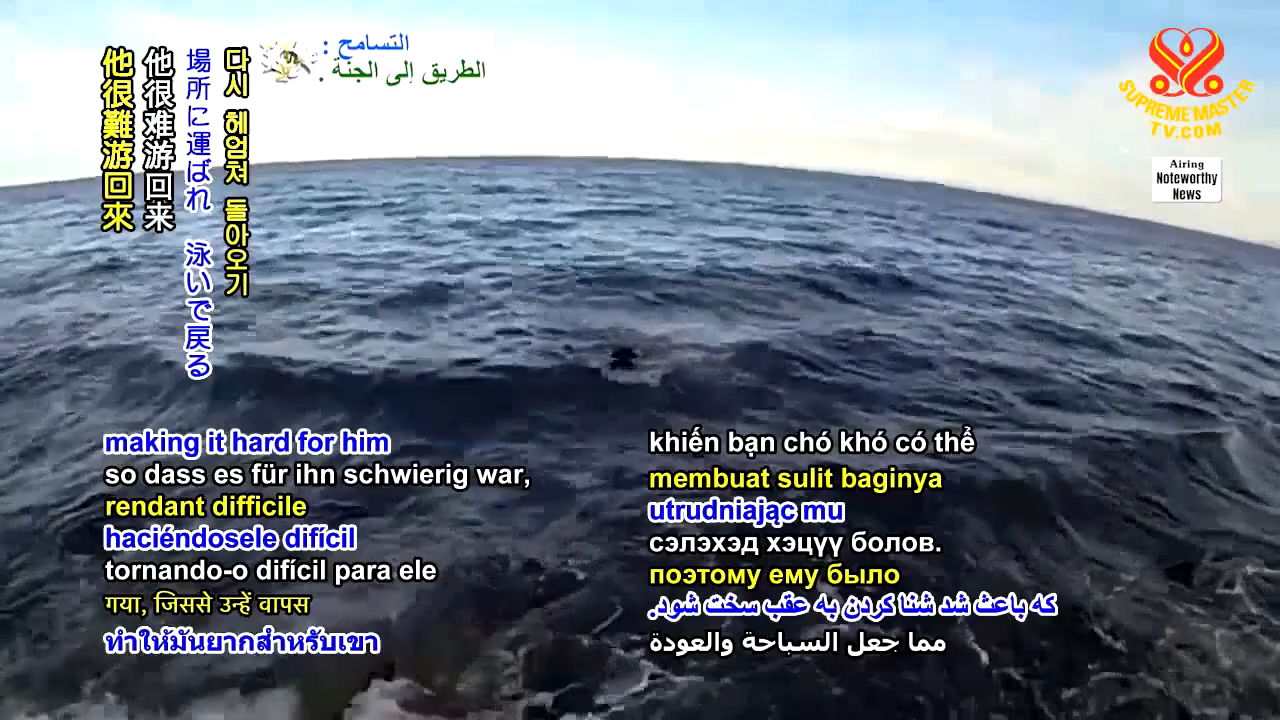 التسامح :
الطريق إلى الجنة .
SUPREME MASTER
TV.COM
Airing
Noteworthy
News
다시 헤엄쳐 돌아오기
場所に運ばれ 泳いで戻る
他很难游回来
他很難游回來
making it hard for him
so dass es für ihn schwierig war,
rendant difficile
haciéndosele difícil
tornando-o difícil para ele
गया, जिससे उन्हें वापस
ทำให้มันยากสำหรับเขา
khiến bạn chó khó có thể
membuat sulit baginya
utrudniając mu
сэлэхэд хэцүү болов.
поэтому ему было
که باعث شد شنا کردن به عقب سخت شود.
مما جعل السباحة والعودة